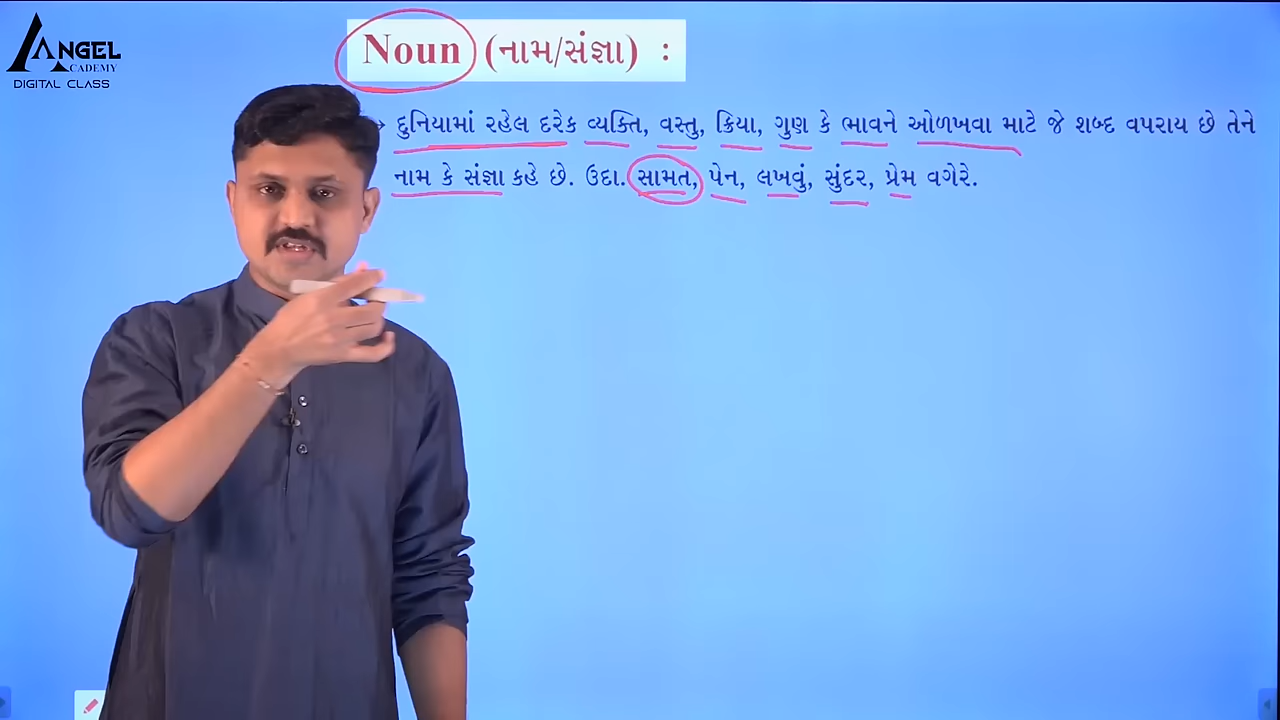 ANGEL
ACADEMY
DIGITAL CLASS
Noun (નામ/સંજ્ઞા) :
દુનિયામાં રહેલ દરેક વ્યક્તિ, વસ્તુ, ક્રિયા, ગુણ કે ભાવને ઓળખવા માટે જે શબ્દ વપરાય છે તેને
નામ કે સંજ્ઞા કહે છે. ઉદા. સામત, પેન, લખવું, સુંદર, પ્રેમ વગેરે.